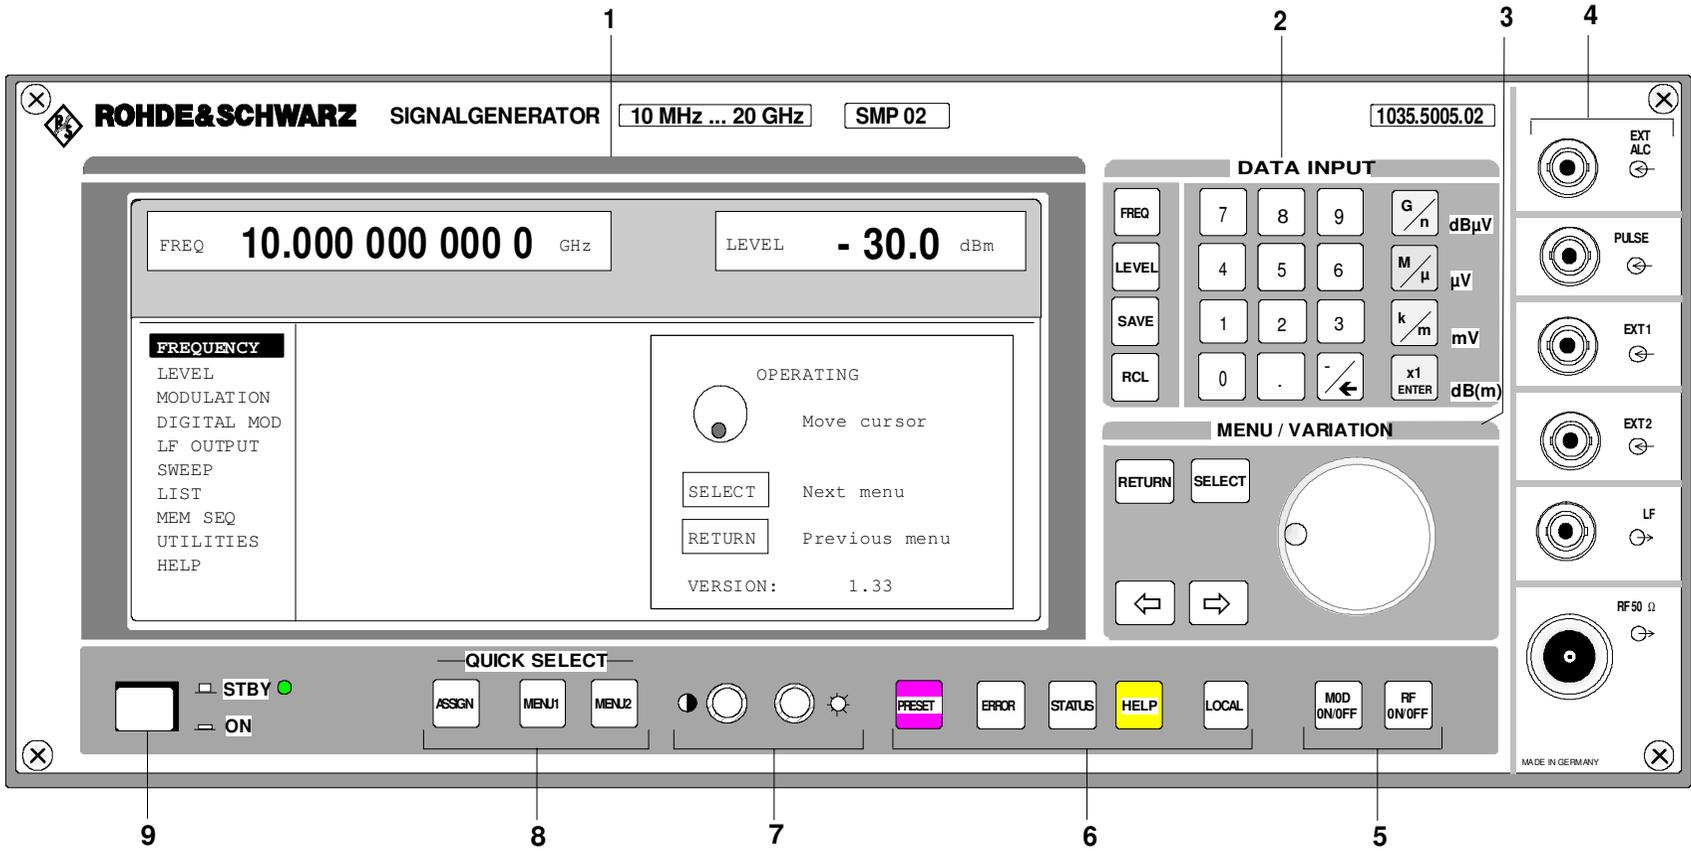 1
2
3
4
R&S ROHDE&SCHWARZ SIGNALGENERATOR 10 MHz ... 20 GHz SMP 02 1035.5005.02
FREQ 10.000 000 000 0 GHz
LEVEL - 30.0 dBm
FREQUENCY
LEVEL
MODULATION
DIGITAL MOD
LF OUTPUT
SWEEP
LIST
MEM SEQ
UTILITIES
HELP
OPERATING
Move cursor
SELECT Next menu
RETURN Previous menu
VERSION: 1.33
DATA INPUT
FREQ 7 8 9 G/n dBµV
LEVEL 4 5 6 M/µ µV
SAVE 1 2 3 k/m mV
RCL 0 . -/← x1 ENTER dB(m)
MENU / VARIATION
RETURN SELECT
EXT
ALC
PULSE
EXT1
EXT2
LF
RF 50 Ω
MADE IN GERMANY
STBY
ON
QUICK SELECT
ASSIGN MENU1 MENU2
PRESET ERROR STATUS HELP LOCAL
MOD
ON/OFF
RF
ON/OFF
9
8
7
6
5